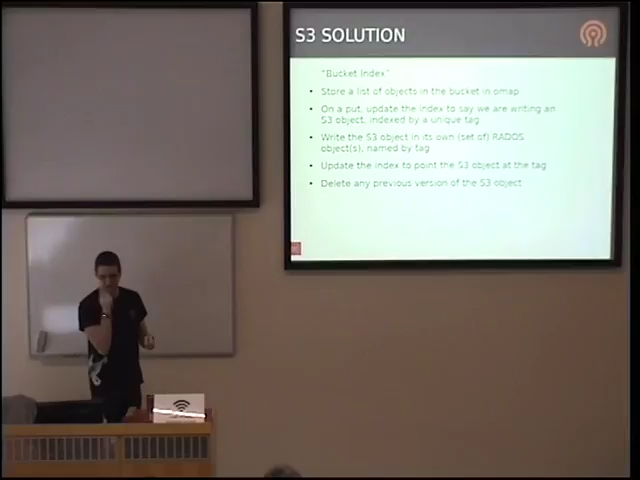 S3 SOLUTION
"Bucket Index"
• Store a list of objects in the bucket in omap
• On a put, update the index to say we are writing an
S3 object, indexed by a unique tag
• Write the S3 object in its own (set of) RADOS
object(s), named by tag
• Update the index to point the S3 object at the tag
• Delete any previous version of the S3 object